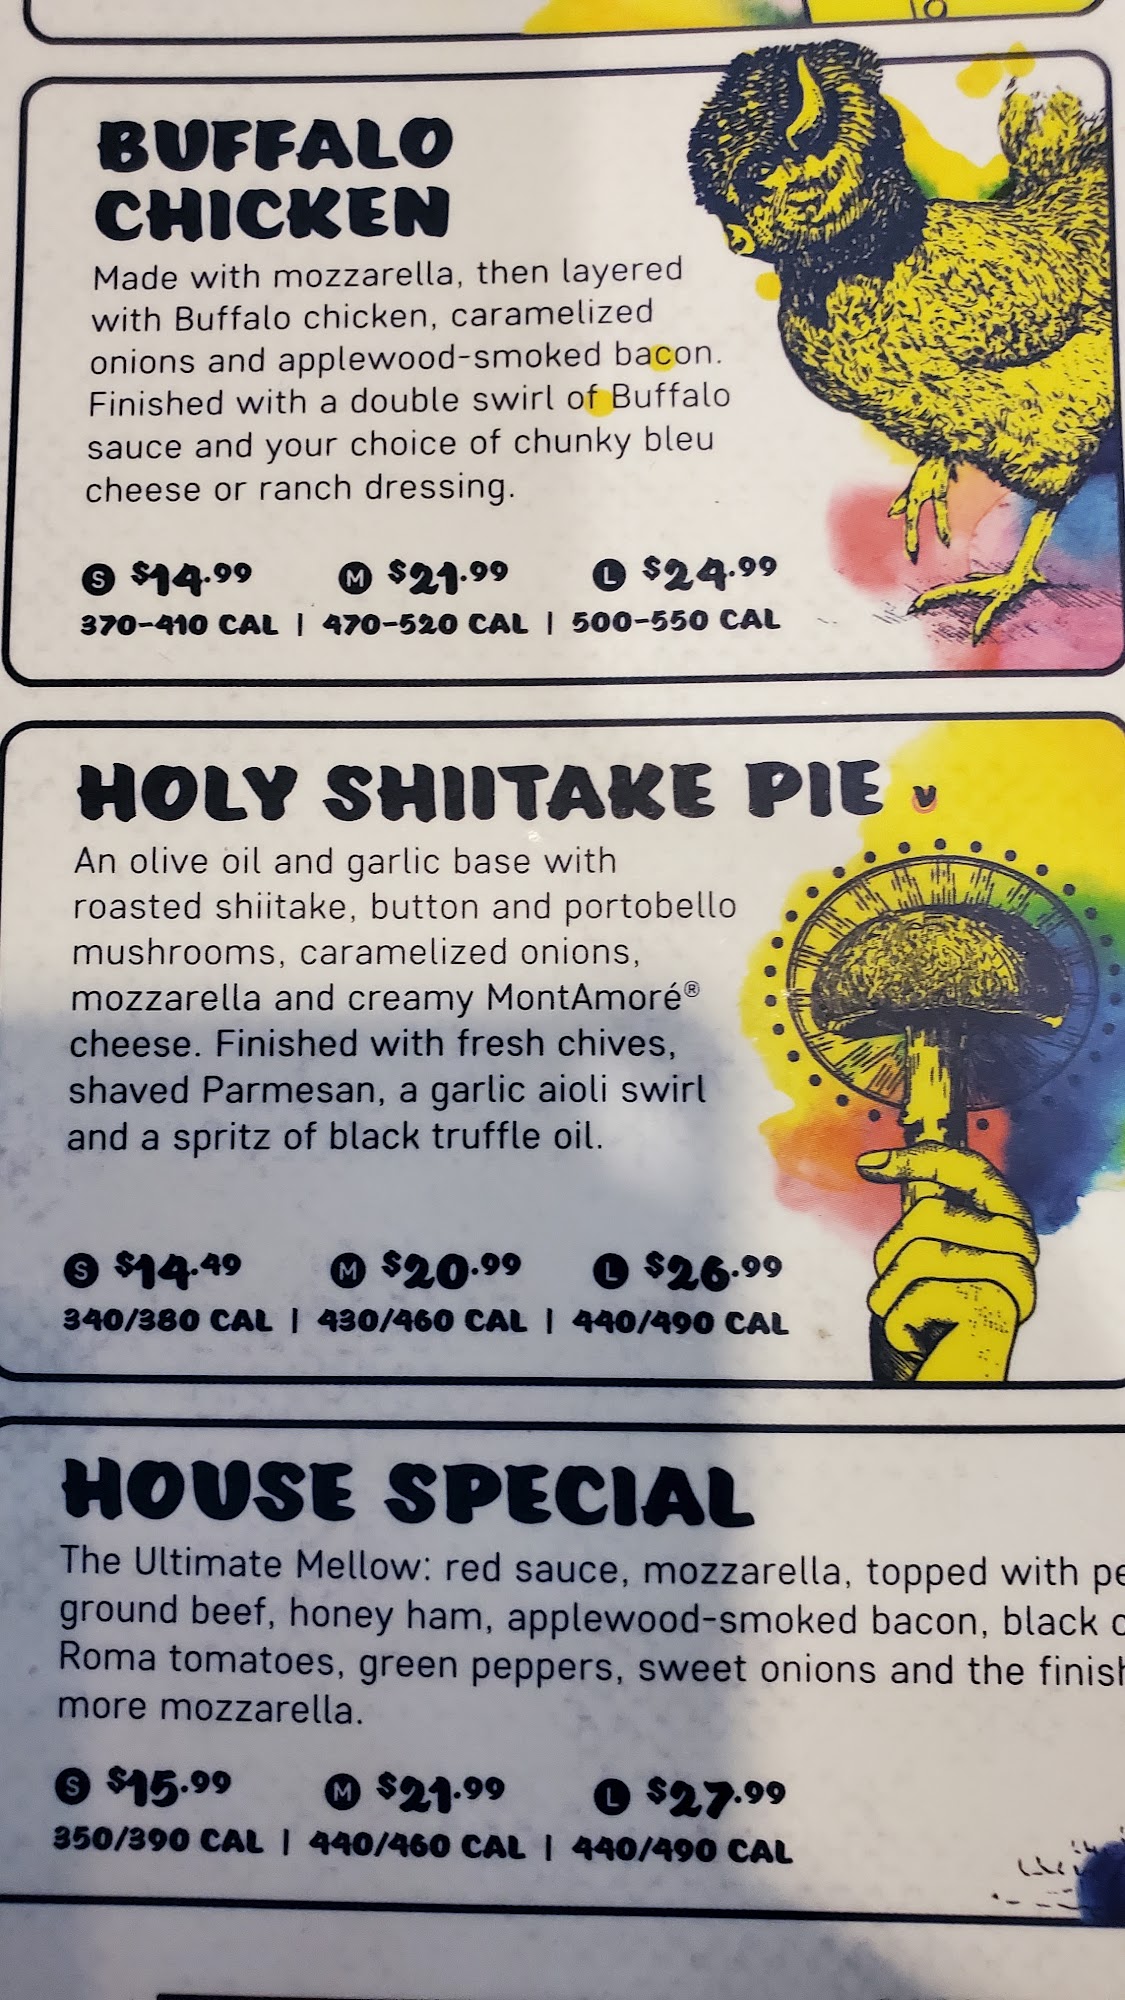 BUFFALO
CHICKEN
Made with mozzarella, then layered
with Buffalo chicken, caramelized
onions and applewood-smoked bacon.
Finished with a double swirl of Buffalo
sauce and your choice of chunky bleu
cheese or ranch dressing.
S $14.99 M $21.99 L $24.99
370-410 CAL | 470-520 CAL | 500-550 CAL
HOLY SHIITAKE PIE V
An olive oil and garlic base with
roasted shiitake, button and portobello
mushrooms, caramelized onions,
mozzarella and creamy MontAmoré®
cheese. Finished with fresh chives,
shaved Parmesan, a garlic aioli swirl
and a spritz of black truffle oil.
S $14.49 M $20.99 L $26.99
340/380 CAL | 430/460 CAL | 440/490 CAL
HOUSE SPECIAL
The Ultimate Mellow: red sauce, mozzarella, topped with
ground beef, honey ham, applewood-smoked bacon, black
Roma tomatoes, green peppers, sweet onions and the
more mozzarella.
S $15.99 M $21.99 L $27.99
350/390 CAL | 440/460 CAL | 440/490 CAL